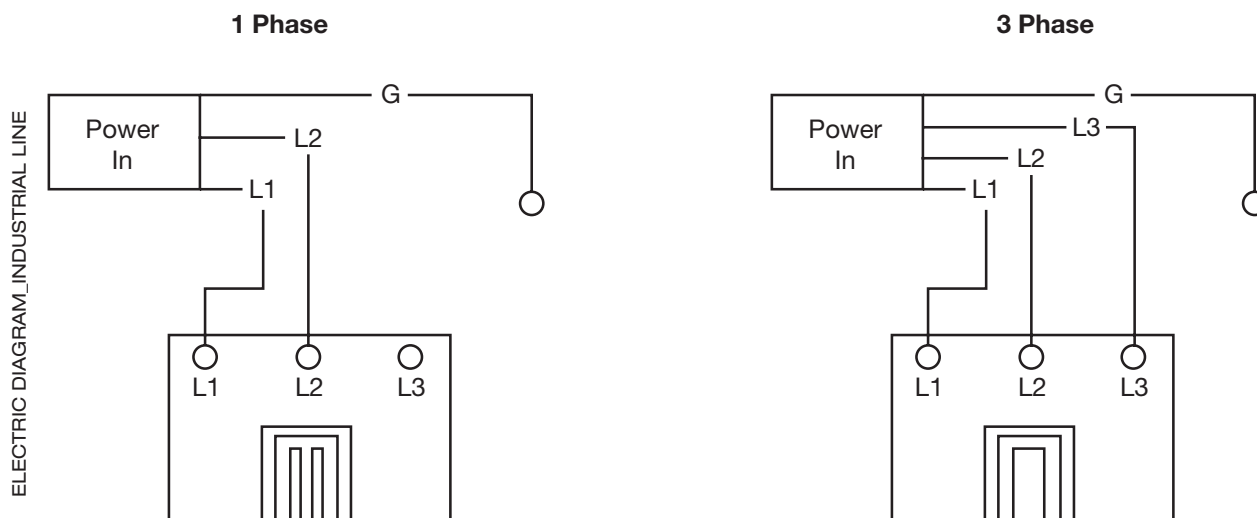 1 Phase
3 Phase
ELECTRIC DIAGRAM_INDUSTRIAL LINE
Power
In
G
L2
L1
L1
L2
L3
Power
In
G
L3
L2
L1
L1
L2
L3